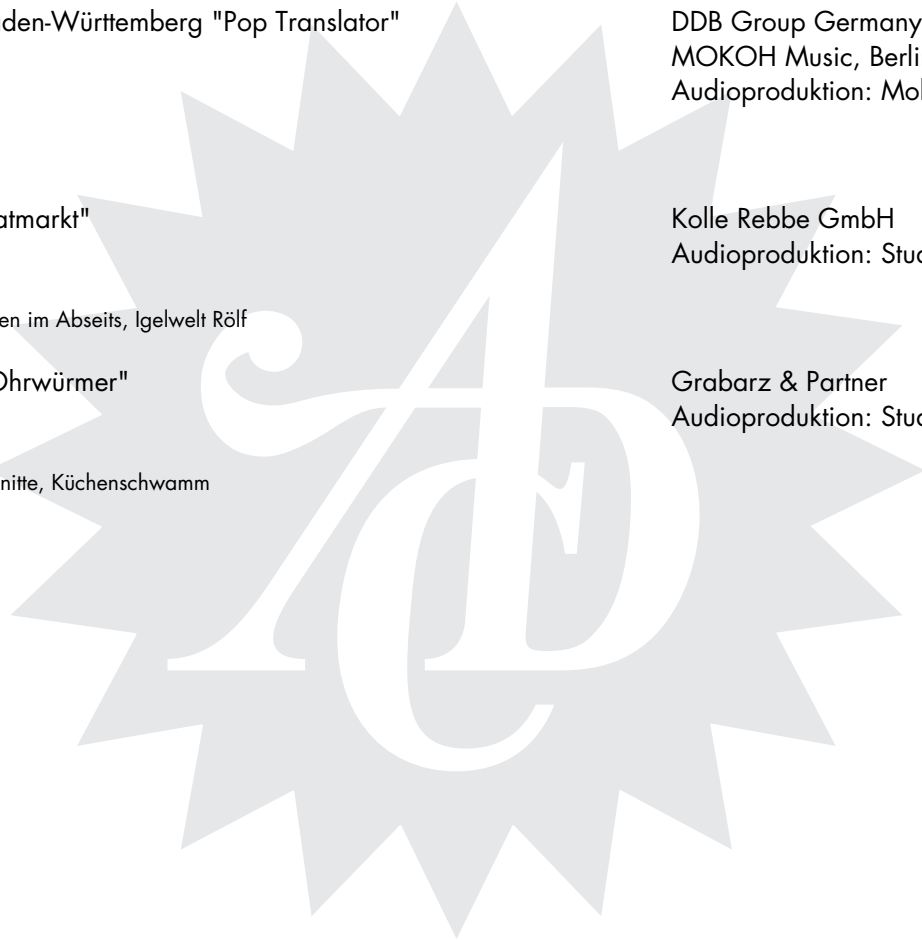 den-Württemberg "Pop Translator"
DDB Group Germany
MOKOH Music, Berli
Audioproduktion: Mo
atmarkt"
Kolle Rebbe GmbH
Audioproduktion: Stu
en im Abseits, Igelwelt Rölf
Ohrwürmer"
Grabarz & Partner
Audioproduktion: Stu
nitte, Küchenschwamm
ADC